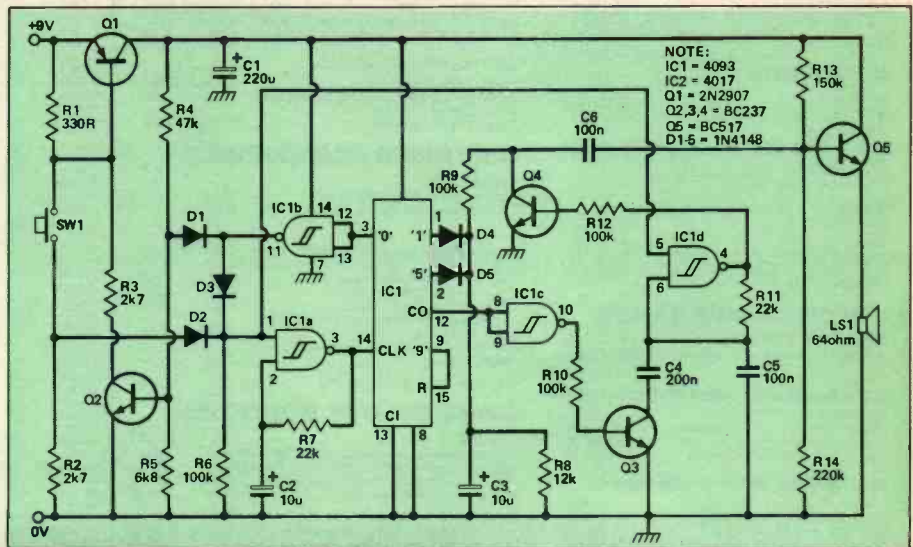 +9V
Q1
C1
220u
R1
330R
R4
47k
NOTE:
IC1 = 4093
IC2 = 4017
Q1 = 2N2907
Q2,3,4 = BC237
Q5 = BC517
D1-5 = 1N4148
R13
150k
C6
100n
Q5
R9
100k
Q4
IC1b
14
12
13
11
7
3
'0'
1
'1'
D4
R12
100k
5
IC1d
4
6
SW1
D1
D3
IC1
'5'
2
D5
R3
2k7
D2
1
IC1a
3
14
2
CLK
CO
12
8
9
IC1c
10
R11
22k
LS1
64ohm
'9'
9
R
15
R10
100k
C4
200n
C5
100n
Q2
R7
22k
CI
13
8
Q3
R2
2k7
R5
6k8
R6
100k
C2
10u
C3
10u
R8
12k
R14
220k
0V